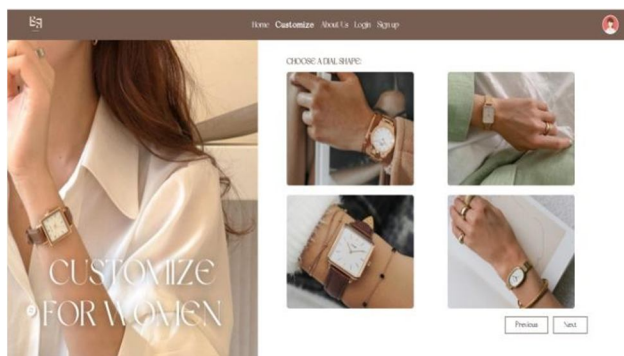 Home Customize About Us Login Sign up
CHOOSE A DIAL SHAPE:
CUSTOMIZE
FOR WOMEN
Previous Next